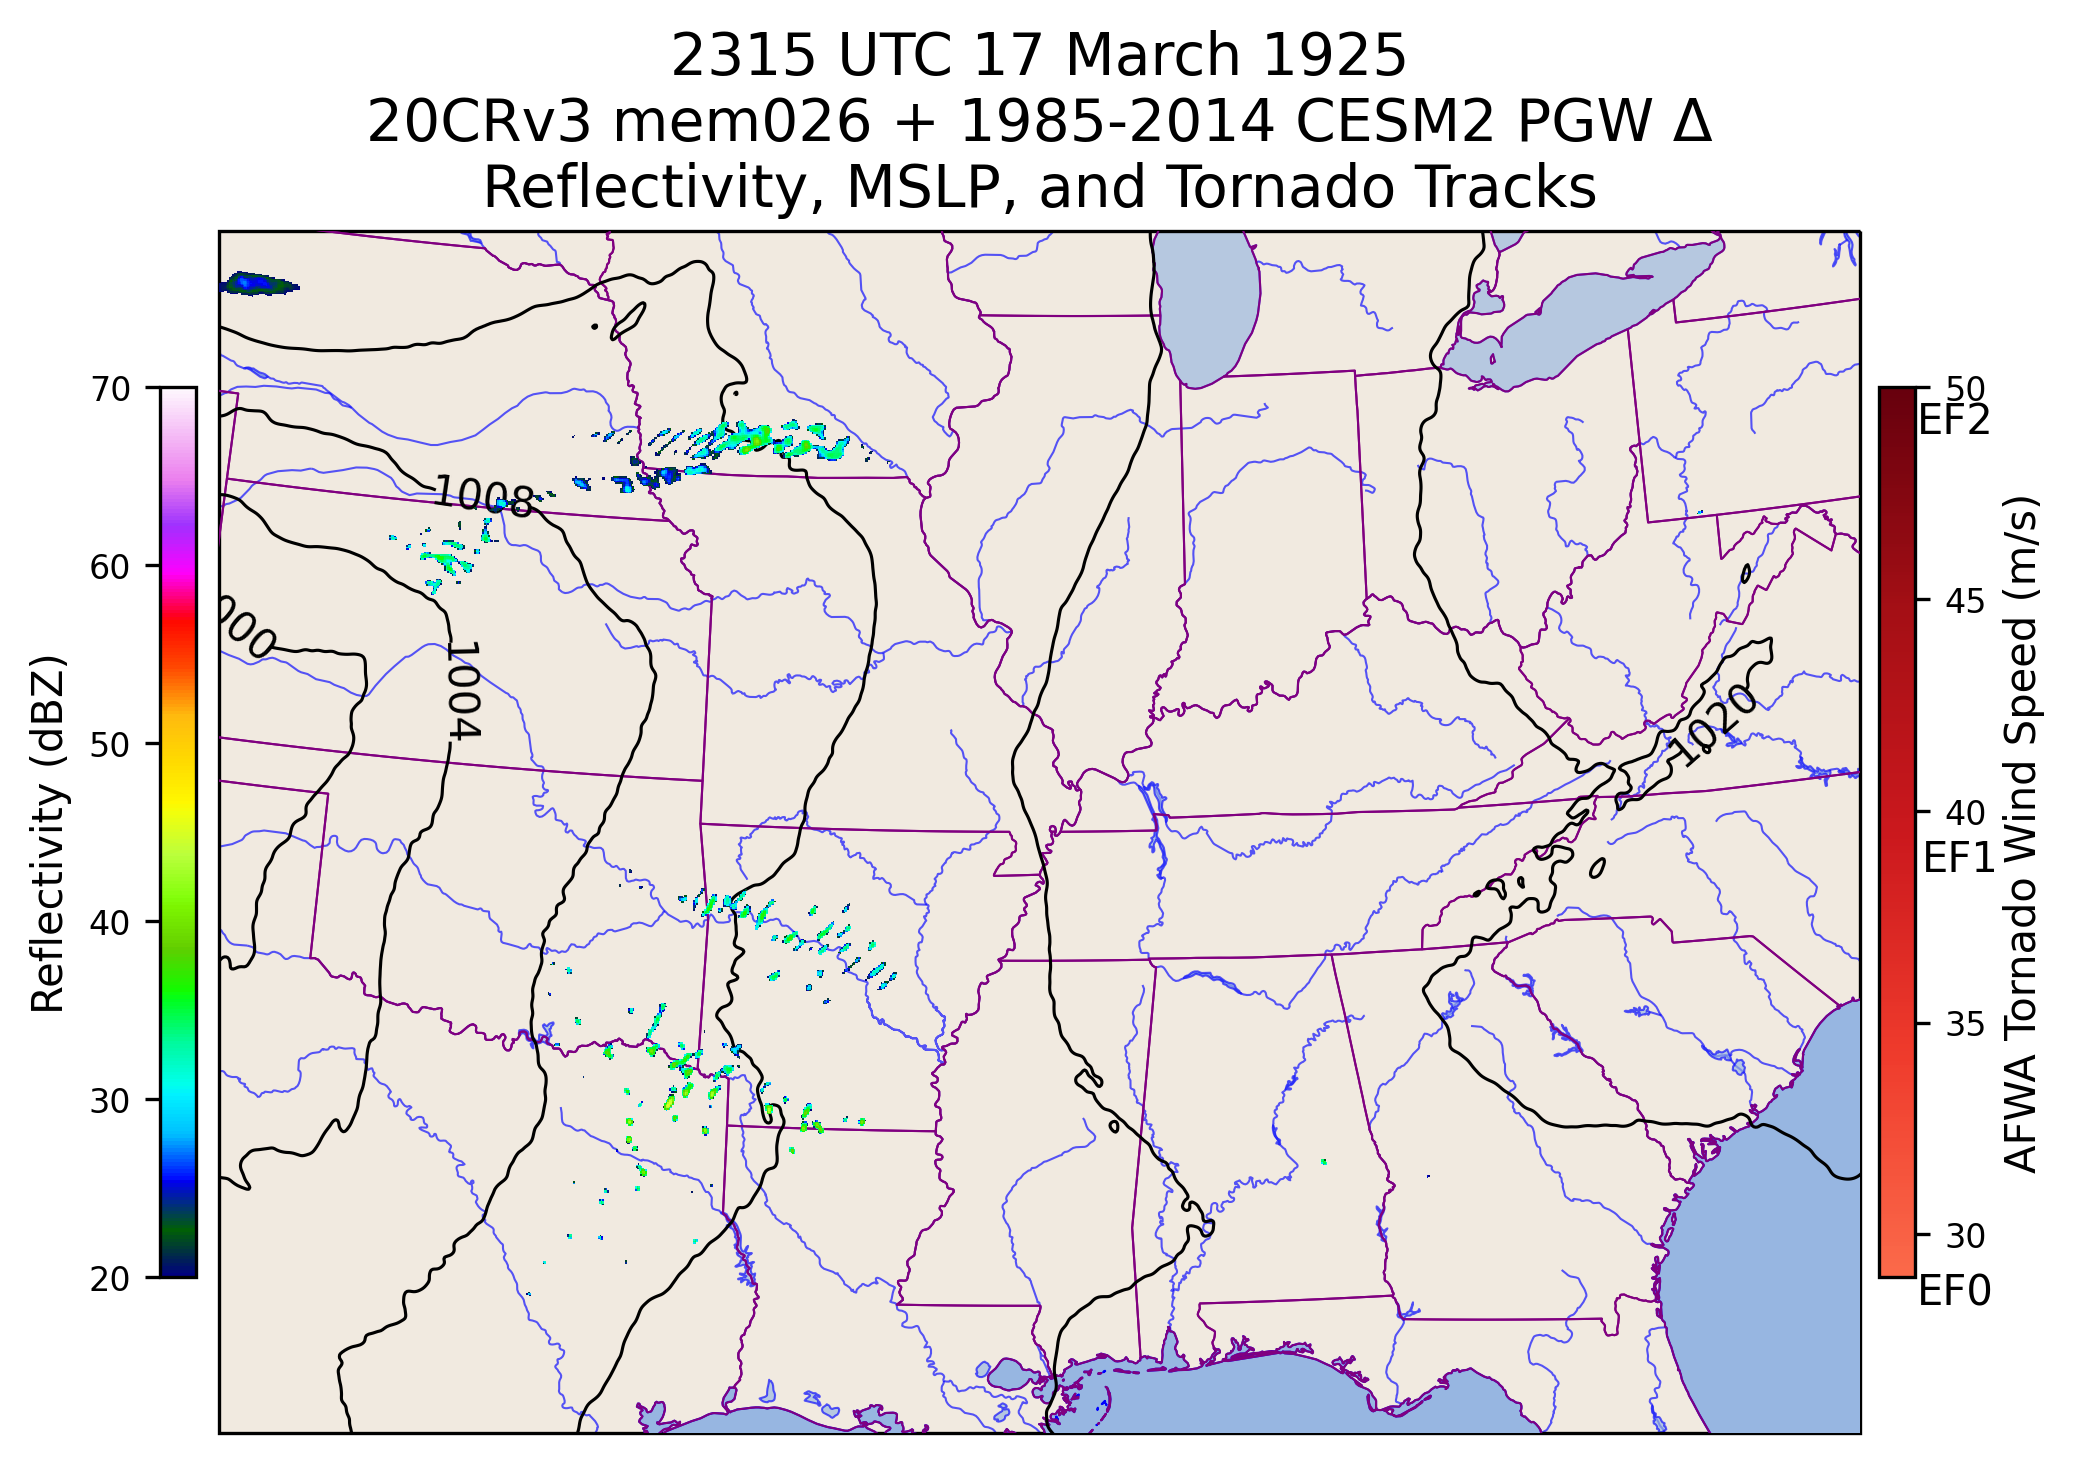 2315 UTC 17 March 1925
20CRv3 mem026 + 1985-2014 CESM2 PGW Δ
Reflectivity, MSLP, and Tornado Tracks
70
60
50
40
30
20
Reflectivity (dBZ)
1008
000
1004
1020
50
EF2
45
40
EF1
35
30
EF0
AFWA Tornado Wind Speed (m/s)